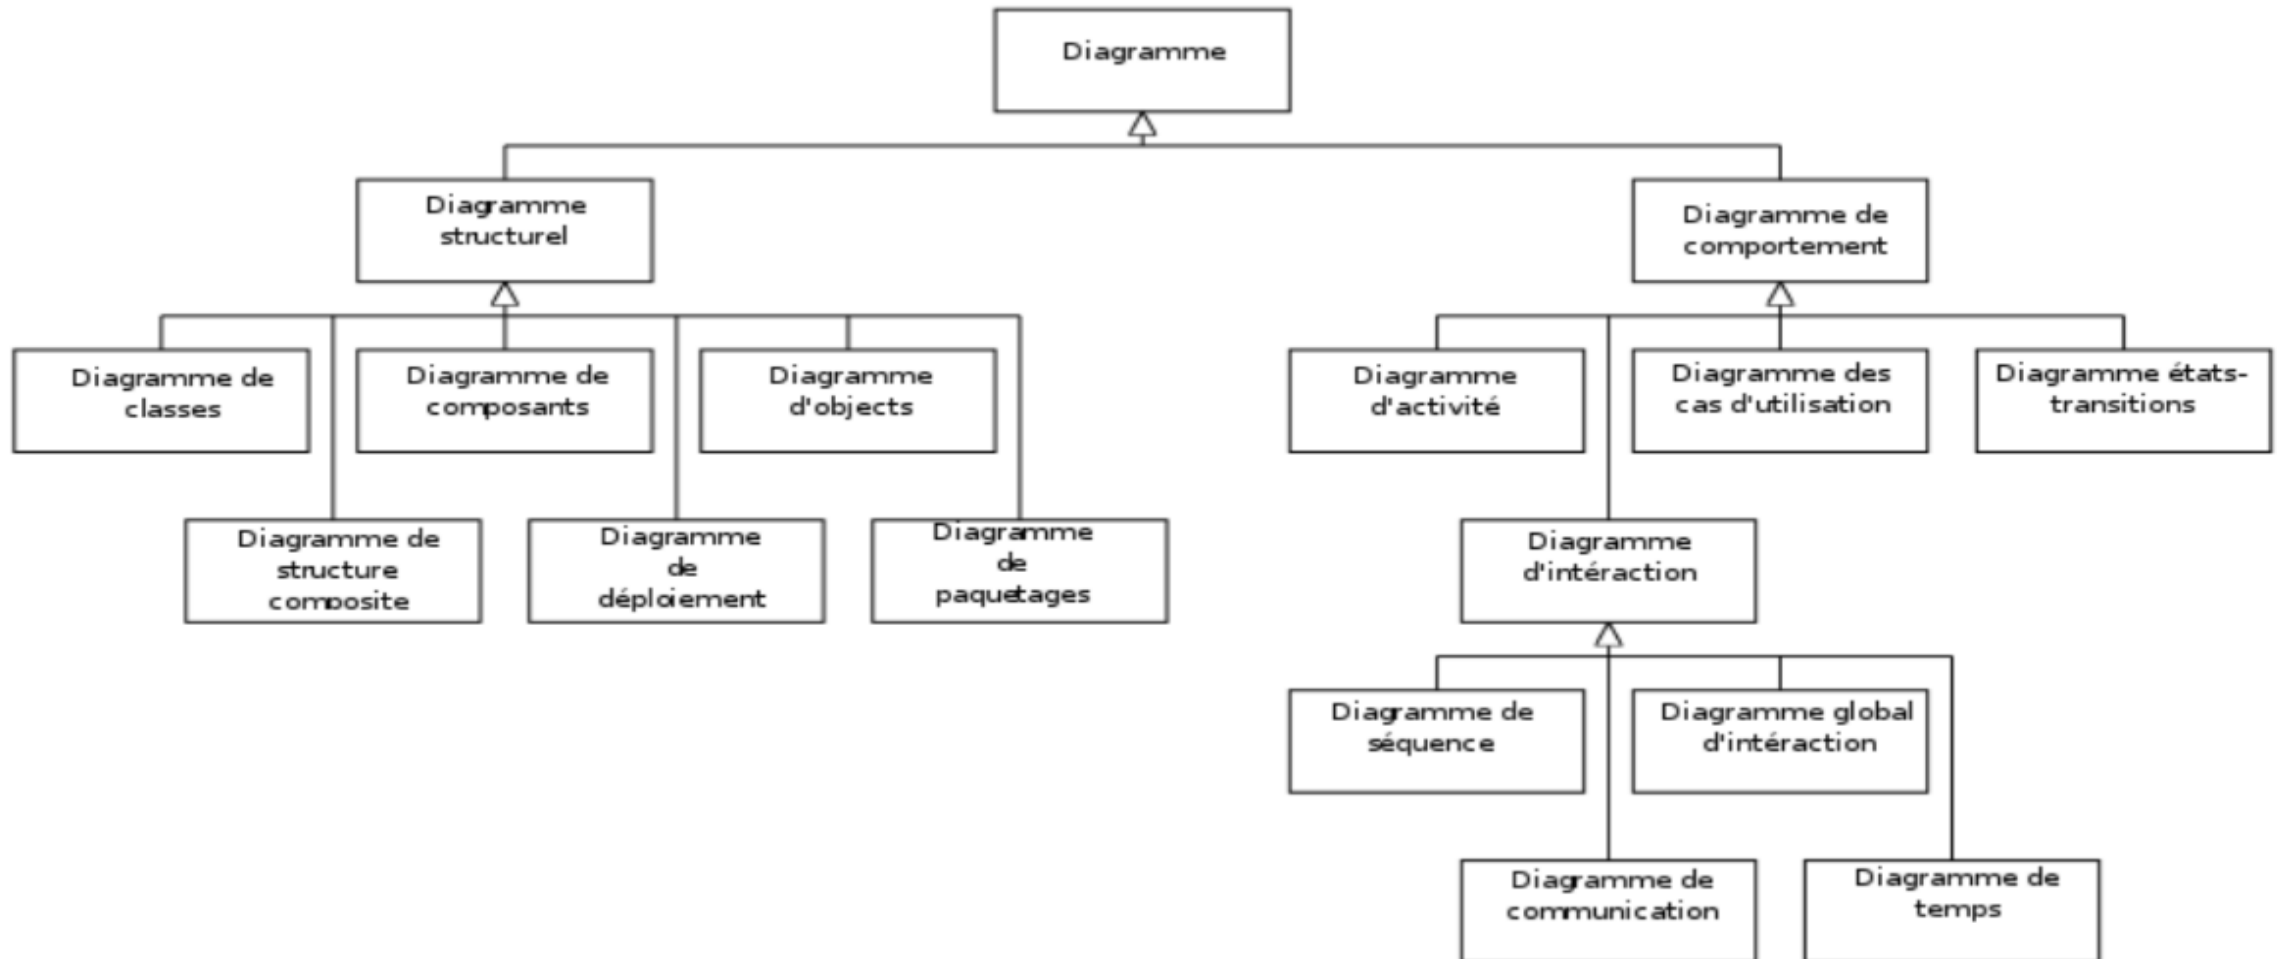 Diagramme
Diagramme
structurel
Diagramme de
comportement
Diagramme de
classes
Diagramme de
composants
Diagramme
d'objects
Diagramme
d'activité
Diagramme des
cas d'utilisation
Diagramme états-
transitions
Diagramme de
structure
composite
Diagramme
de
déploiement
Diagramme
de
paquetages
Diagramme
d'intéraction
Diagramme de
séquence
Diagramme global
d'intéraction
Diagramme de
communication
Diagramme de
temps